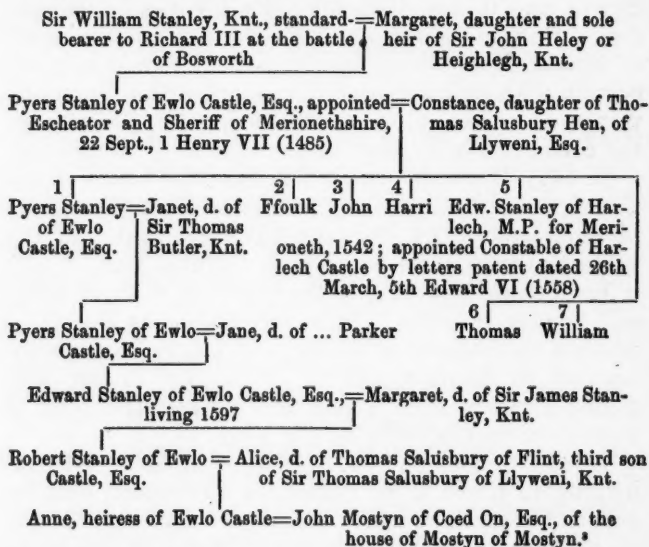 Sir William Stanley, Knt., standard-=Margaret, daughter and sole
bearer to Richard III at the battle heir of Sir John Heley or
of Bosworth Heighlegh, Knt.
Pyers Stanley of Ewlo Castle, Esq., appointed=Constance, daughter of Tho-
Escheator and Sheriff of Merionethshire, mas Salusbury Hen, of
22 Sept., 1 Henry VII (1485) Llyweni, Esq.
1 2 3 4 5
Pyers Stanley=Janet, d. of Ffoulk John Harri Edw. Stanley of Har-
of Ewlo Sir Thomas lech, M.P. for Meri-
Castle, Esq. Butler, Knt. oneth, 1542; appointed Constable of Har-
lech Castle by letters patent dated 26th
March, 5th Edward VI (1558)
6 7
Pyers Stanley of Ewlo=Jane, d. of ... Parker Thomas William
Castle, Esq.
Edward Stanley of Ewlo Castle, Esq.,=Margaret, d. of Sir James Stan-
living 1597 ley, Knt.
Robert Stanley of Ewlo = Alice, d. of Thomas Salusbury of Flint, third son
Castle, Esq. of Sir Thomas Salusbury of Llyweni, Knt.
Anne, heiress of Ewlo Castle=John Mostyn of Coed On, Esq., of the
house of Mostyn of Mostyn.